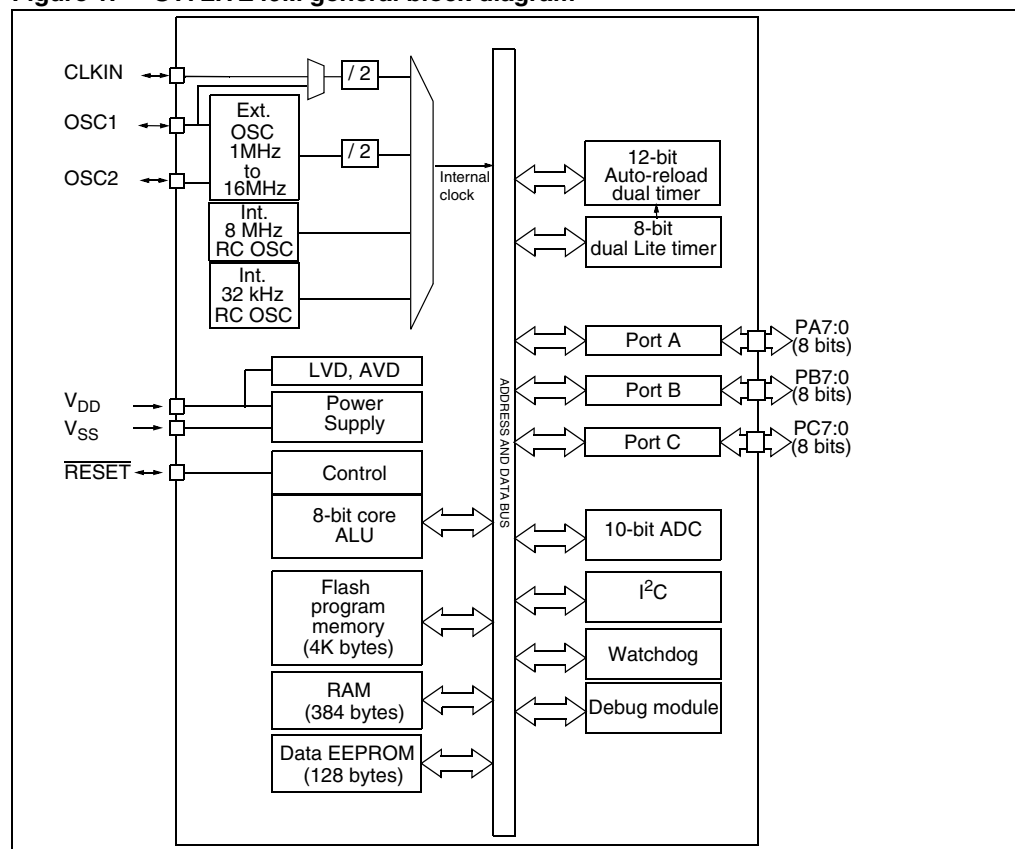 CLKIN
OSC1
OSC2
/ 2
Ext.
OSC
1MHz
to
16MHz
/ 2
Int.
8 MHz
RC OSC
Int.
32 kHz
RC OSC
Internal
clock
12-bit
Auto-reload
dual timer
8-bit
dual Lite timer
Port A
PA7:0
(8 bits)
Port B
PB7:0
(8 bits)
Port C
PC7:0
(8 bits)
ADDRESS AND DATA BUS
LVD, AVD
VDD
VSS
Power
Supply
RESET
Control
8-bit core
ALU
Flash
program
memory
(4K bytes)
RAM
(384 bytes)
Data EEPROM
(128 bytes)
10-bit ADC
I2C
Watchdog
Debug module